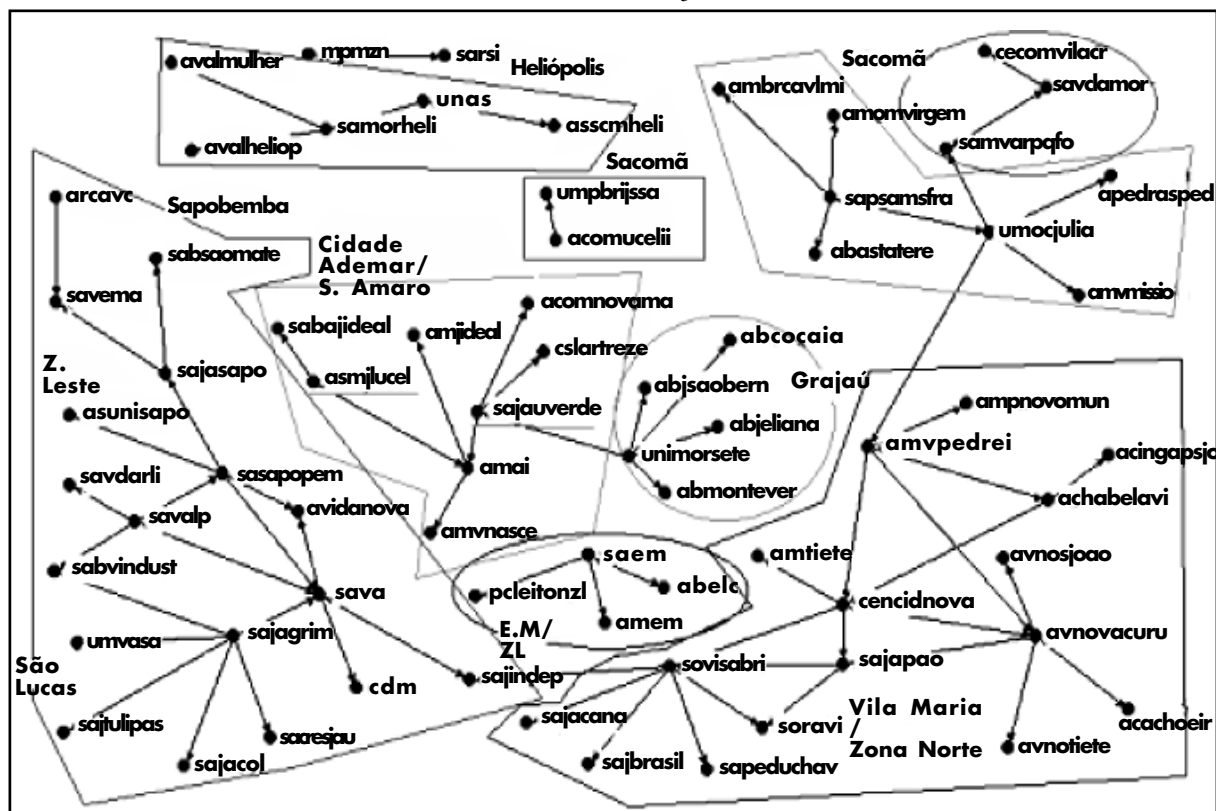 avalmulher
mpmzn
sarsi
Heliópolis
unas
samorheli
asscmheli
avalheliop
Sacomã
cecomvilacr
savdamor
ambrcavlmi
amomvirgem
samvarpqfo
Sacomã
umpbrijssa
acomucelii
sapsamsfra
apedrasped
umocjulia
abastatere
amvmissio
arcavc
Sapobemba
sabsaomate
savema
Cidade
Ademar/
S. Amaro
sabajideal
amjideal
acomnovama
cslartreze
asmjlucel
sajauverde
amai
amvnasce
abcocaia
Grajaú
abjsaobern
abjeliana
unimorsete
abmontever
Z.
Leste
sajasapo
asunisapo
sasapopem
savdarli
avidanova
savalp
sabvindust
sava
umvasa
sajagrim
São
Lucas
cdm
sajtulipas
saaresjau
sajacol
saem
pcleitonzl
abelc
amem
E.M/
ZL
sajindep
ampnovomun
amvpedrei
acingapsjo
achabelavi
amtiete
avnosjoao
cencidnova
avnovacuru
sovisabri
sajapao
sajacana
soravi
Vila Maria
/
Zona Norte
acachoeir
avnotiete
sajbrasil
sapeduchav